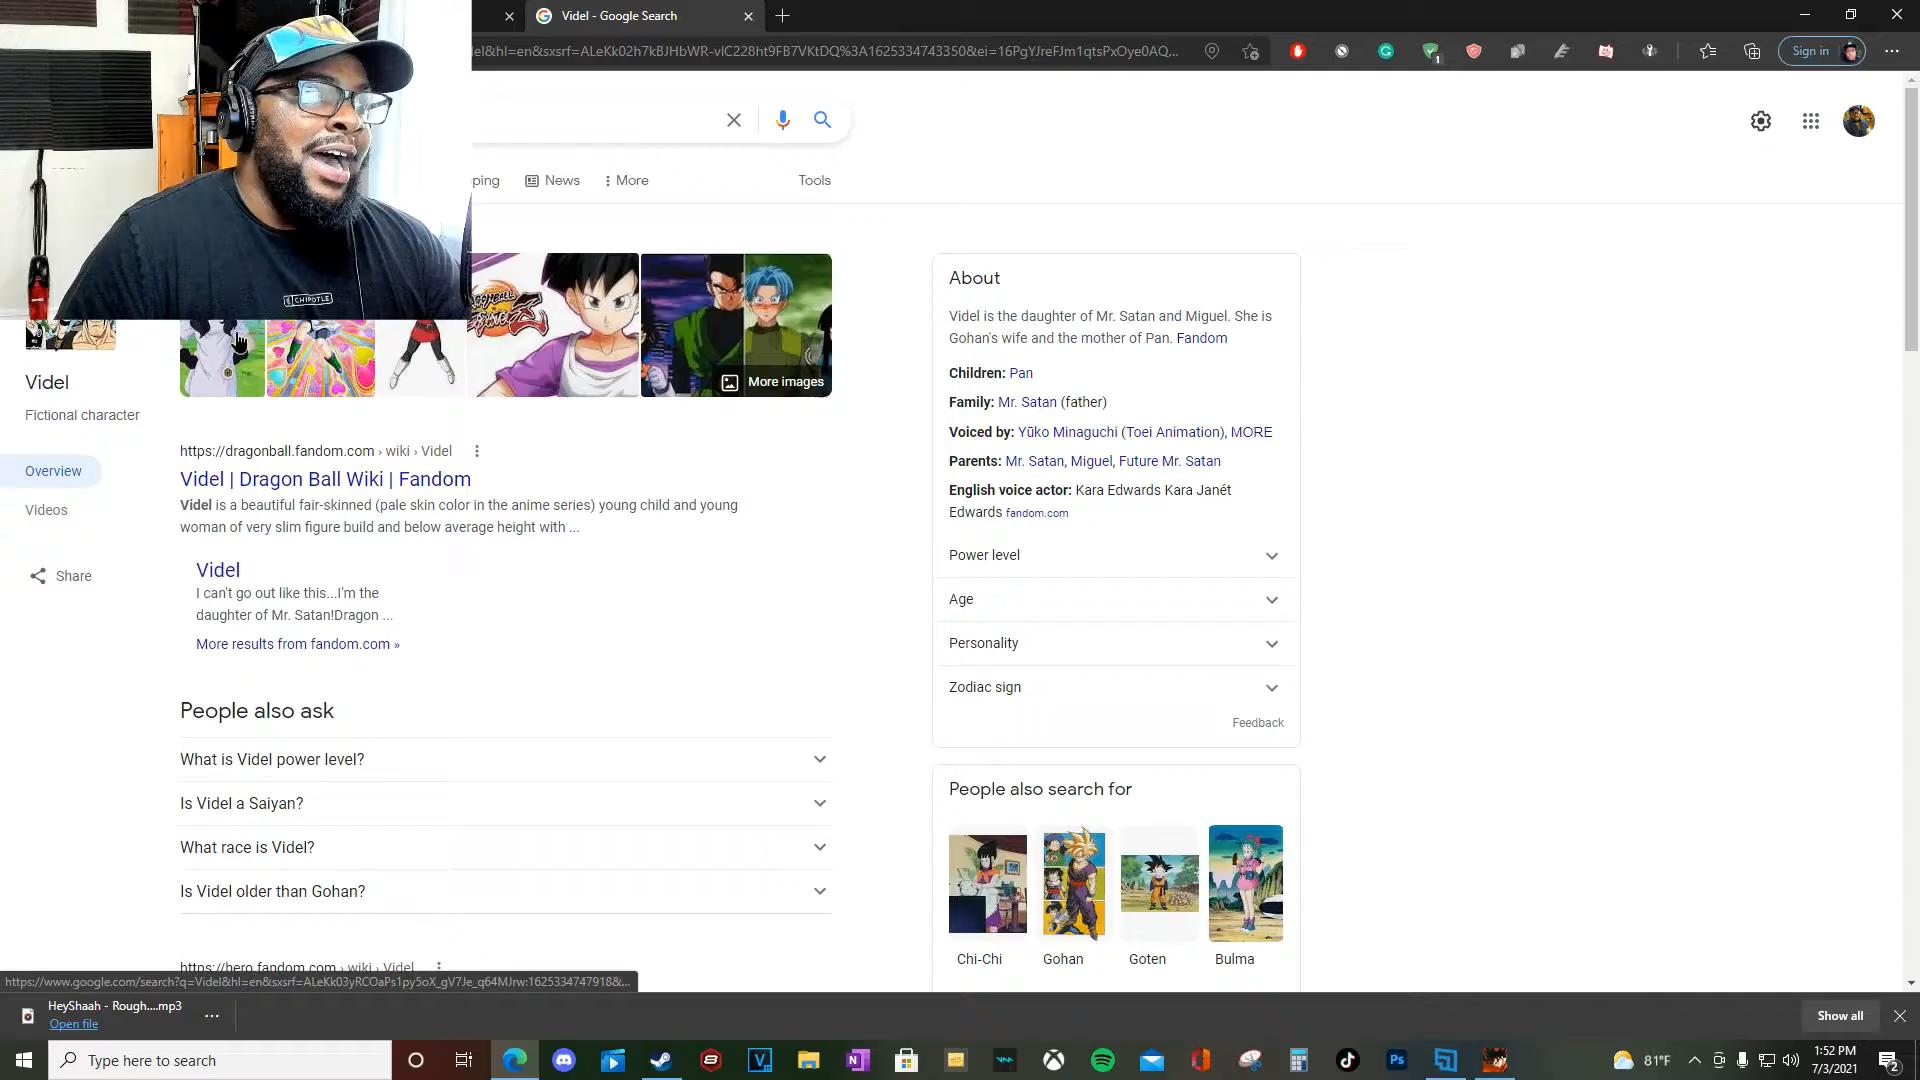 Videl - Google Search
el&hl=en&sxsrf=ALeKk02h7kBJHbWR-vlC228ht9FB7VKtDQ%3A1625334743350&ei=16PgYJreFJm1qtsPxOye0AQ...
1
Sign in
ping
News
More
Tools
CHIPOTLE
DRAGONBALL
More images
Videl
Fictional character
Overview
Videos
Share
https://dragonball.fandom.com › wiki › Videl
Videl | Dragon Ball Wiki | Fandom
Videl is a beautiful fair-skinned (pale skin color in the anime series) young child and young
woman of very slim figure build and below average height with ...
Videl
I can't go out like this...I'm the
daughter of Mr. Satan!Dragon ...
More results from fandom.com »
People also ask
What is Videl power level?
Is Videl a Saiyan?
What race is Videl?
Is Videl older than Gohan?
https://hero.fandom.com › wiki › Videl
About
Videl is the daughter of Mr. Satan and Miguel. She is
Gohan's wife and the mother of Pan. Fandom
Children: Pan
Family: Mr. Satan (father)
Voiced by: Yūko Minaguchi (Toei Animation), MORE
Parents: Mr. Satan, Miguel, Future Mr. Satan
English voice actor: Kara Edwards Kara Janét
Edwards fandom.com
Power level
Age
Personality
Zodiac sign
Feedback
People also search for
Chi-Chi
Gohan
Goten
Bulma
https://www.google.com/search?q=Videl&hl=en&sxsrf=ALeKk03yRCOaPs1py5oX_gV7Je_q64MJrw:1625334747918&...
HeyShaah - Rough....mp3
Open file
Show all
Type here to search
81°F
1:52 PM
7/3/2021
2